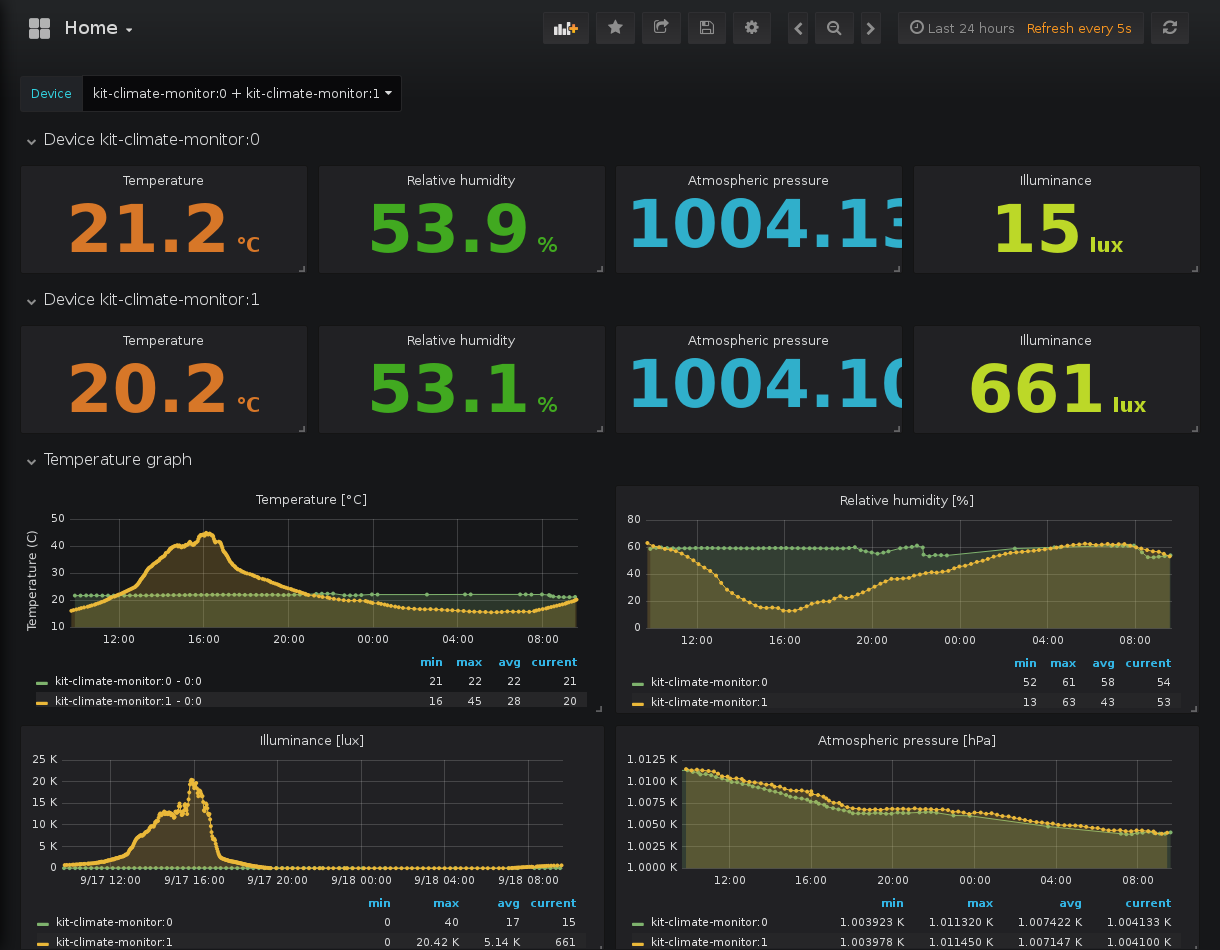 Home
Last 24 hours Refresh every 5s
Device kit-climate-monitor:0 + kit-climate-monitor:1
Device kit-climate-monitor:0
Temperature Relative humidity Atmospheric pressure Illuminance
21.2 °C 53.9 % 1004.13 15 lux
Device kit-climate-monitor:1
Temperature Relative humidity Atmospheric pressure Illuminance
20.2 °C 53.1 % 1004.10 661 lux
Temperature graph
Temperature [°C]
Temperature (C)
50
40
30
20
10
12:00 16:00 20:00 00:00 04:00 08:00
min max avg current
kit-climate-monitor:0 - 0:0 21 22 22 21
kit-climate-monitor:1 - 0:0 16 45 28 20
Relative humidity [%]
80
60
40
20
0
12:00 16:00 20:00 00:00 04:00 08:00
min max avg current
kit-climate-monitor:0 52 61 58 54
kit-climate-monitor:1 13 63 43 53
Illuminance [lux]
25 K
20 K
15 K
10 K
5 K
0
9/17 12:00 9/17 16:00 9/17 20:00 9/18 00:00 9/18 04:00 9/18 08:00
min max avg current
kit-climate-monitor:0 0 40 17 15
kit-climate-monitor:1 0 20.42 K 5.14 K 661
Atmospheric pressure [hPa]
1.0125 K
1.0100 K
1.0075 K
1.0050 K
1.0025 K
1.0000 K
12:00 16:00 20:00 00:00 04:00 08:00
min max avg current
kit-climate-monitor:0 1.003923 K 1.011320 K 1.007422 K 1.004133 K
kit-climate-monitor:1 1.003978 K 1.011450 K 1.007147 K 1.004100 K